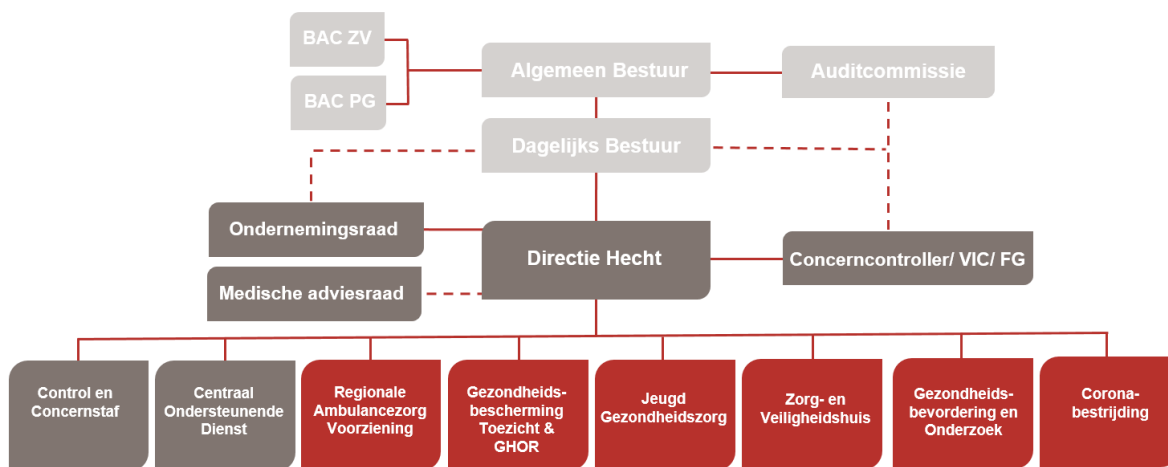 BAC ZV
Algemeen Bestuur
Auditcommissie
BAC PG
Dagelijks Bestuur
Ondernemingsraad
Directie Hecht
Concerncontroller/ VIC/ FG
Medische adviesraad
Control en
Concernstaf
Centraal
Ondersteunende
Dienst
Regionale
Ambulancezorg
Voorziening
Gezondheids-
bescherming
Toezicht &
GHOR
Jeugd
Gezondheidszorg
Zorg- en
Veiligheidshuis
Gezondheids-
bevordering en
Onderzoek
Corona-
bestrijding